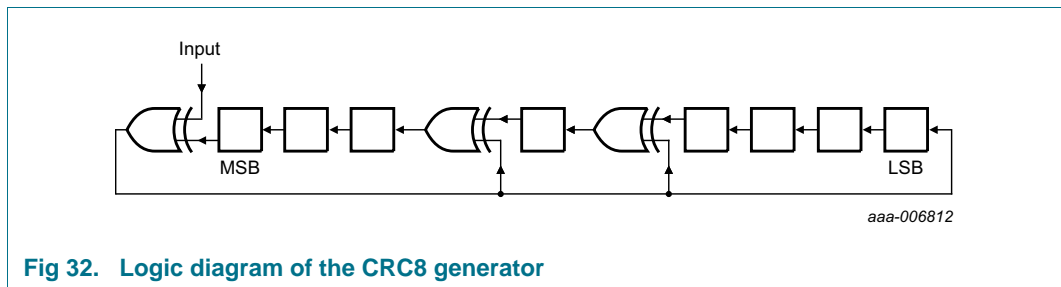 Input
MSB
LSB
aaa-006812
Fig 32. Logic diagram of the CRC8 generator